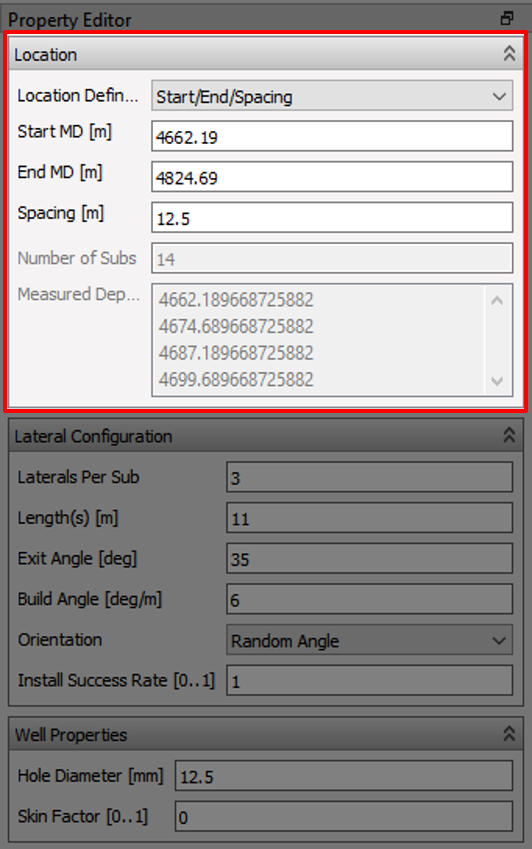 Property Editor
Location
Location Defin... Start/End/Spacing
Start MD [m] 4662.19
End MD [m] 4824.69
Spacing [m] 12.5
Number of Subs 14
Measured Dep... 4662.189668725882
4674.689668725882
4687.189668725882
4699.689668725882
Lateral Configuration
Laterals Per Sub 3
Length(s) [m] 11
Exit Angle [deg] 35
Build Angle [deg/m] 6
Orientation Random Angle
Install Success Rate [0..1] 1
Well Properties
Hole Diameter [mm] 12.5
Skin Factor [0..1] 0